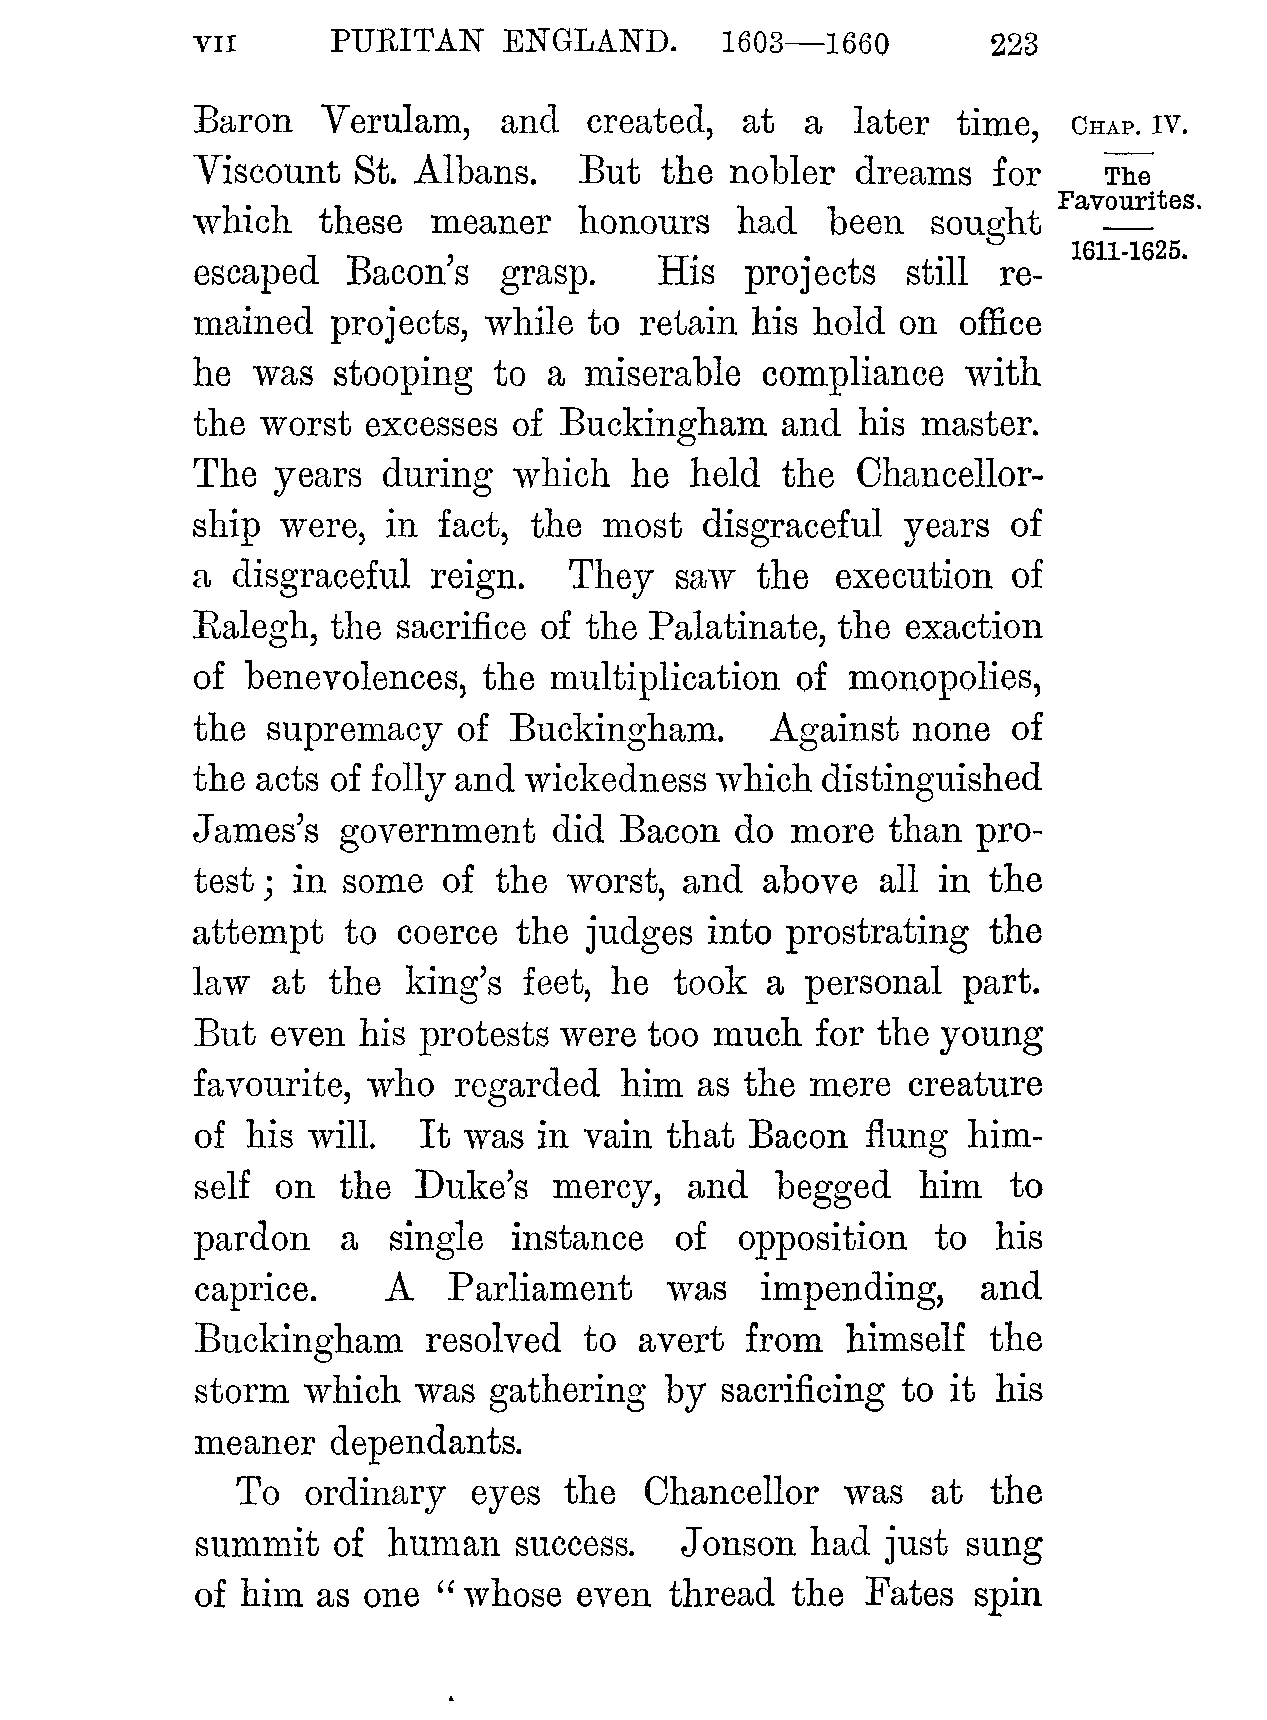 VII PURITAN ENGLAND. 1603—1660 223
Baron Verulam, and created, at a later time,
Viscount St. Albans. But the nobler dreams for
which these meaner honours had been sought
escaped Bacon's grasp. His projects still re-
mained projects, while to retain his hold on office
he was stooping to a miserable compliance with
the worst excesses of Buckingham and his master.
The years during which he held the Chancellor-
ship were, in fact, the most disgraceful years of
a disgraceful reign. They saw the execution of
Ralegh, the sacrifice of the Palatinate, the exaction
of benevolences, the multiplication of monopolies,
the supremacy of Buckingham. Against none of
the acts of folly and wickedness which distinguished
James's government did Bacon do more than pro-
test; in some of the worst, and above all in the
attempt to coerce the judges into prostrating the
law at the king's feet, he took a personal part.
But even his protests were too much for the young
favourite, who regarded him as the mere creature
of his will. It was in vain that Bacon flung him-
self on the Duke's mercy, and begged him to
pardon a single instance of opposition to his
caprice. A Parliament was impending, and
Buckingham resolved to avert from himself the
storm which was gathering by sacrificing to it his
meaner dependants.
To ordinary eyes the Chancellor was at the
summit of human success. Jonson had just sung
of him as one "whose even thread the Fates spin
CHAP. IV.
The
Favourites.
1611-1625.